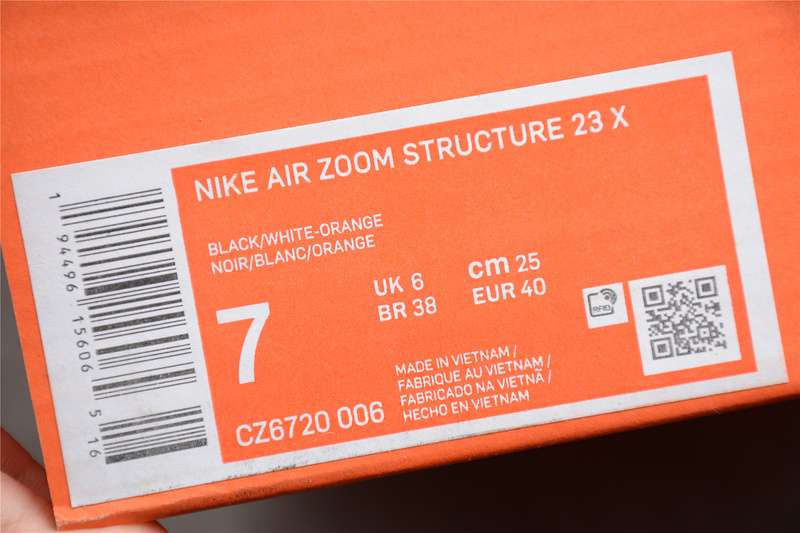 NIKE AIR ZOOM STRUCTURE 23 X
BLACK/WHITE-ORANGE
NOIR/BLANC/ORANGE
7
UK 6
BR 38
cm 25
EUR 40
RFID
CZ6720 006
MADE IN VIETNAM /
FABRIQUE AU VIETNAM /
FABRICADO NA VIETNÃ /
HECHO EN VIETNAM
1 94496 15606 5 16